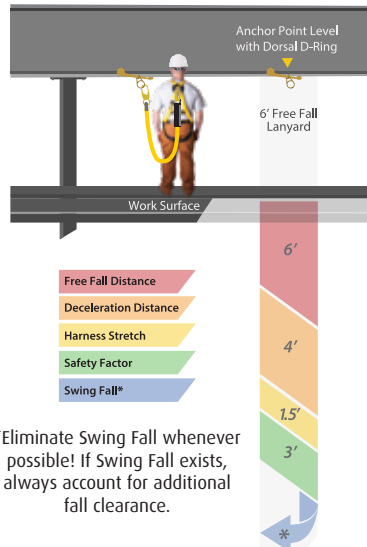 Anchor Point Level
with Dorsal D-Ring
6' Free Fall
Lanyard
Work Surface
6'
Free Fall Distance
Deceleration Distance
Harness Stretch
Safety Factor
Swing Fall*
4'
1.5'
3'
*
*Eliminate Swing Fall whenever
possible! If Swing Fall exists,
always account for additional
fall clearance.